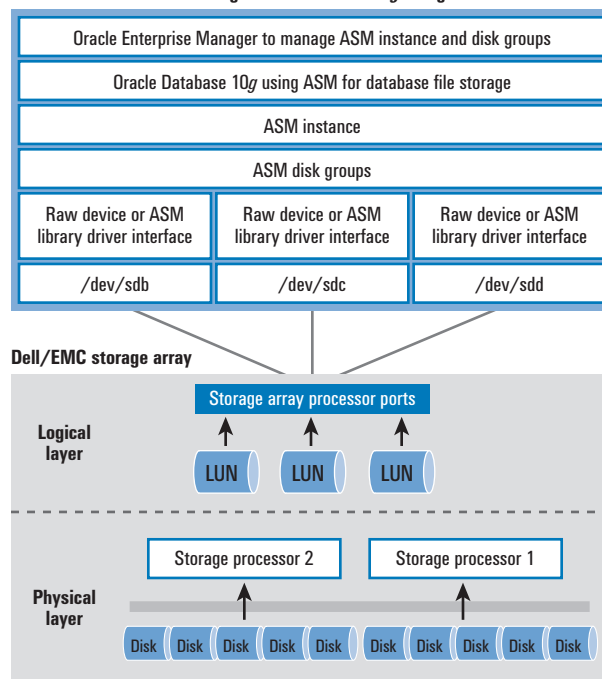 Oracle Enterprise Manager to manage ASM instance and disk groups
Oracle Database 10g using ASM for database file storage
ASM instance
ASM disk groups
Raw device or ASM
library driver interface
Raw device or ASM
library driver interface
Raw device or ASM
library driver interface
/dev/sdb
/dev/sdc
/dev/sdd
Dell/EMC storage array
Storage array processor ports
Logical
layer
LUN
LUN
LUN
Storage processor 2
Storage processor 1
Physical
layer
Disk
Disk
Disk
Disk
Disk
Disk
Disk
Disk
Disk
Disk